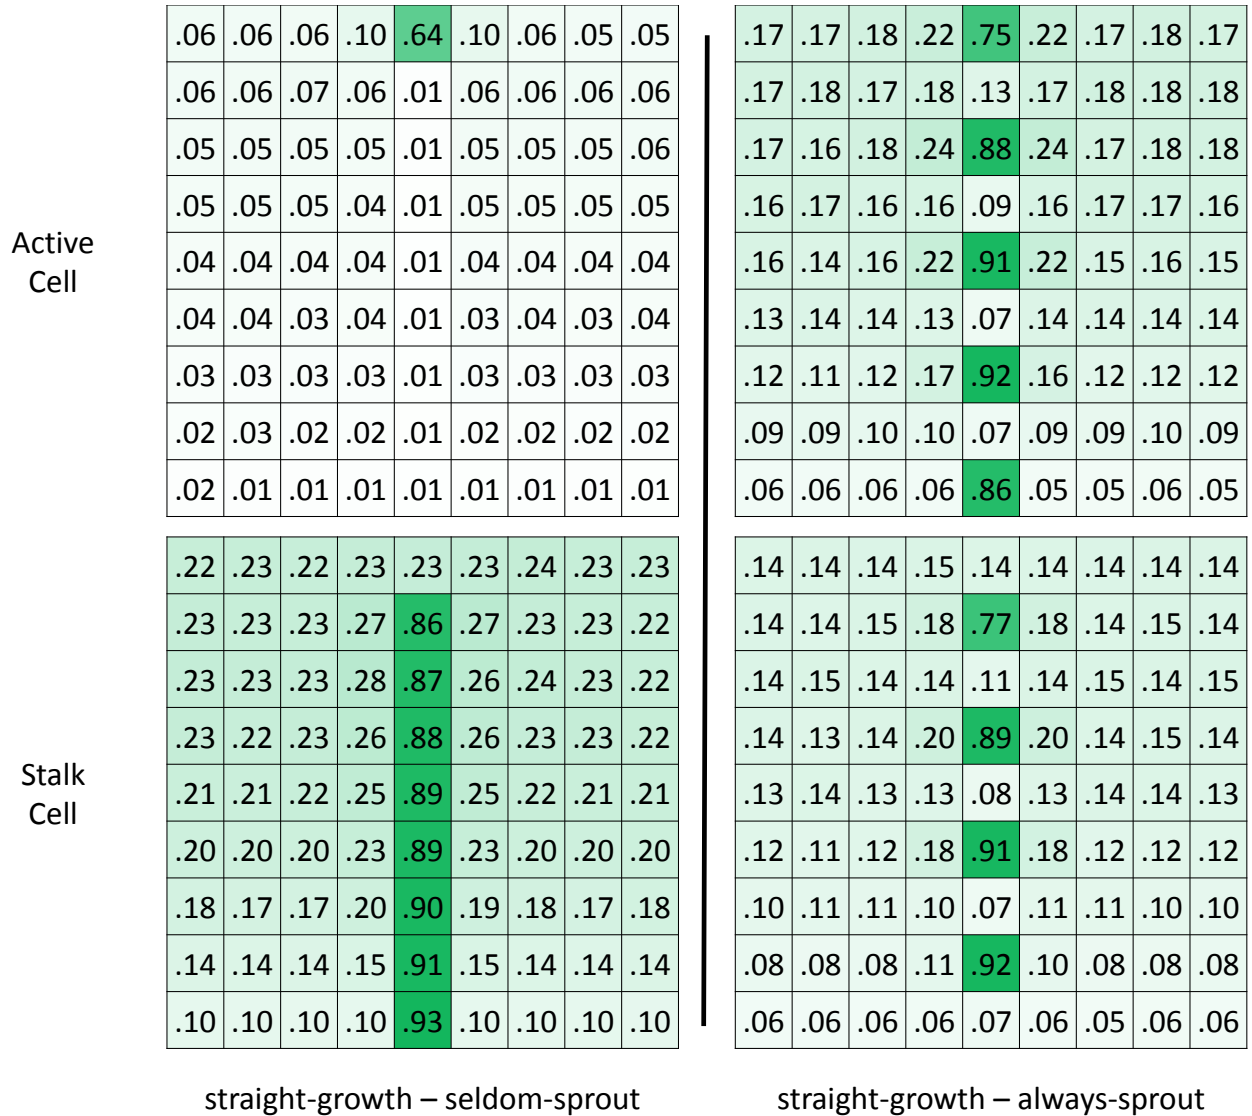 .06 .06 .06 .10 .64 .10 .06 .05 .05 .17 .17 .18 .22 .75 .22 .17 .18 .17
.06 .06 .07 .06 .01 .06 .06 .06 .06 .17 .18 .17 .18 .13 .17 .18 .18 .18
.05 .05 .05 .05 .01 .05 .05 .05 .06 .17 .16 .18 .24 .88 .24 .17 .18 .18
.05 .05 .05 .04 .01 .05 .05 .05 .05 .16 .17 .16 .16 .09 .16 .17 .17 .16
Active
Cell
.04 .04 .04 .04 .01 .04 .04 .04 .04 .16 .14 .16 .22 .91 .22 .15 .16 .15
.04 .04 .03 .04 .01 .03 .04 .03 .04 .13 .14 .14 .13 .07 .14 .14 .14 .14
.03 .03 .03 .03 .01 .03 .03 .03 .03 .12 .11 .12 .17 .92 .16 .12 .12 .12
.02 .03 .02 .02 .01 .02 .02 .02 .02 .09 .09 .10 .10 .07 .09 .09 .10 .09
.02 .01 .01 .01 .01 .01 .01 .01 .01 .06 .06 .06 .06 .86 .05 .05 .06 .05
.22 .23 .22 .23 .23 .23 .24 .23 .23 .14 .14 .14 .15 .14 .14 .14 .14 .14
.23 .23 .23 .27 .86 .27 .23 .23 .22 .14 .14 .15 .18 .77 .18 .14 .15 .14
.23 .23 .23 .28 .87 .26 .24 .23 .22 .14 .15 .14 .14 .11 .14 .15 .14 .15
.23 .22 .23 .26 .88 .26 .23 .23 .22 .14 .13 .14 .20 .89 .20 .14 .15 .14
Stalk
Cell
.21 .21 .22 .25 .89 .25 .22 .21 .21 .13 .14 .13 .13 .08 .13 .14 .14 .13
.20 .20 .20 .23 .89 .23 .20 .20 .20 .12 .11 .12 .18 .91 .18 .12 .12 .12
.18 .17 .17 .20 .90 .19 .18 .17 .18 .10 .11 .11 .10 .07 .11 .11 .10 .10
.14 .14 .14 .15 .91 .15 .14 .14 .14 .08 .08 .08 .11 .92 .10 .08 .08 .08
.10 .10 .10 .10 .93 .10 .10 .10 .10 .06 .06 .06 .06 .07 .06 .05 .06 .06
straight-growth – seldom-sprout straight-growth – always-sprout